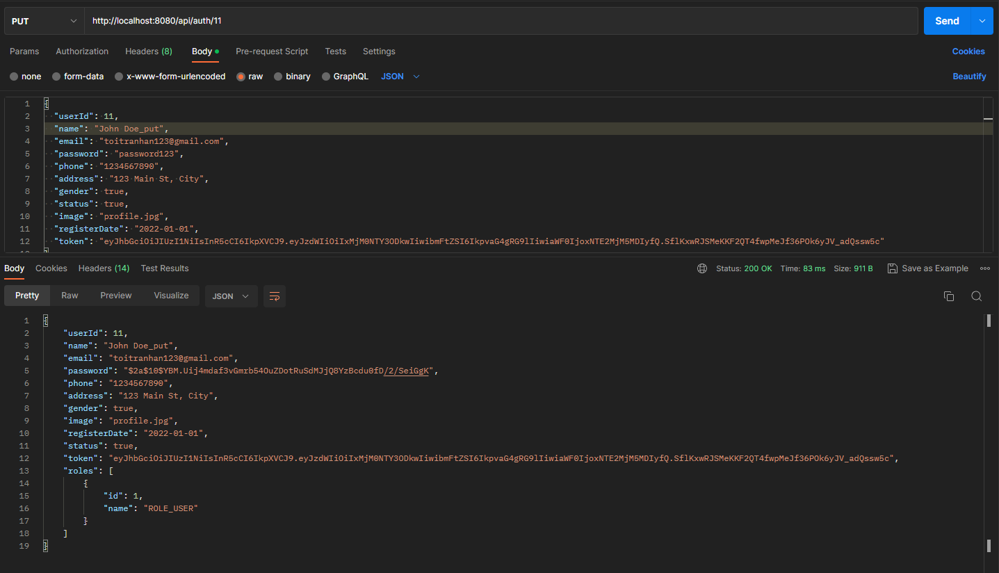 PUT http://localhost:8080/api/auth/11 Send
Params Authorization Headers (8) Body Pre-request Script Tests Settings Cookies
none form-data x-www-form-urlencoded raw binary GraphQL JSON Beautify
1 {
2 "userId": 11,
3 "name": "John Doe_put",
4 "email": "toitranhan123@gmail.com",
5 "password": "password123",
6 "phone": "1234567890",
7 "address": "123 Main St, City",
8 "gender": true,
9 "status": true,
10 "image": "profile.jpg",
11 "registerDate": "2022-01-01",
12 "token": "eyJhbGciOiJIUzI1NiIsInR5cCI6IkpXVCJ9.eyJzdWIiOiIxMjM0NTY3ODkwIiwibmFtZSI6IkpvaG4gRG9lIiwiaWF0IjoxNTE2MjM5MDIyfQ.SflKxwRJSMeKKF2QT4fwpMeJf36POk6yJV_adQssw5c"
Body Cookies Headers (14) Test Results Status: 200 OK Time: 83 ms Size: 911 B Save as Example
Pretty Raw Preview Visualize JSON
1 {
2 "userId": 11,
3 "name": "John Doe_put",
4 "email": "toitranhan123@gmail.com",
5 "password": "$2a$10$YBM.Uij4mdaf3vGmrb54OuZDotRuSdMJjQ8YzBcdu0fD/2/SeiGgK",
6 "phone": "1234567890",
7 "address": "123 Main St, City",
8 "gender": true,
9 "image": "profile.jpg",
10 "registerDate": "2022-01-01",
11 "status": true,
12 "token": "eyJhbGciOiJIUzI1NiIsInR5cCI6IkpXVCJ9.eyJzdWIiOiIxMjM0NTY3ODkwIiwibmFtZSI6IkpvaG4gRG9lIiwiaWF0IjoxNTE2MjM5MDIyfQ.SflKxwRJSMeKKF2QT4fwpMeJf36POk6yJV_adQssw5c",
13 "roles": [
14 {
15 "id": 1,
16 "name": "ROLE_USER"
17 }
18 ]
19 }